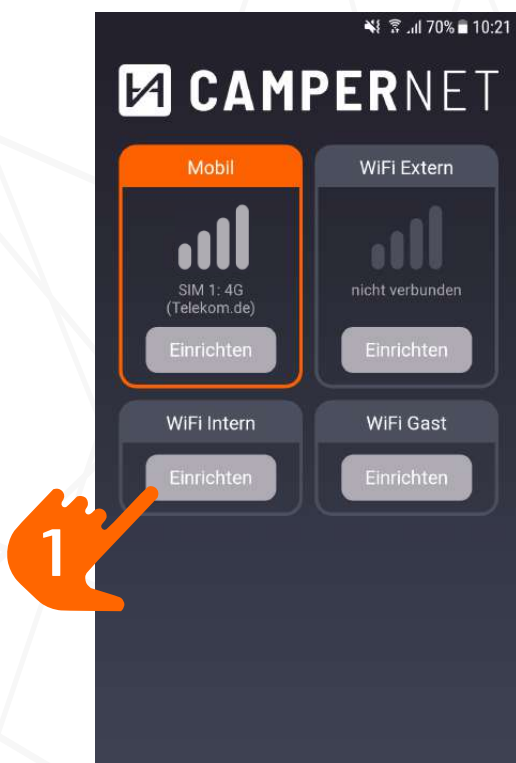 70% 10:21
CAMPERNET
Mobil
WiFi Extern
SIM 1: 4G
(Telekom.de)
nicht verbunden
Einrichten
Einrichten
WiFi Intern
WiFi Gast
Einrichten
Einrichten
1